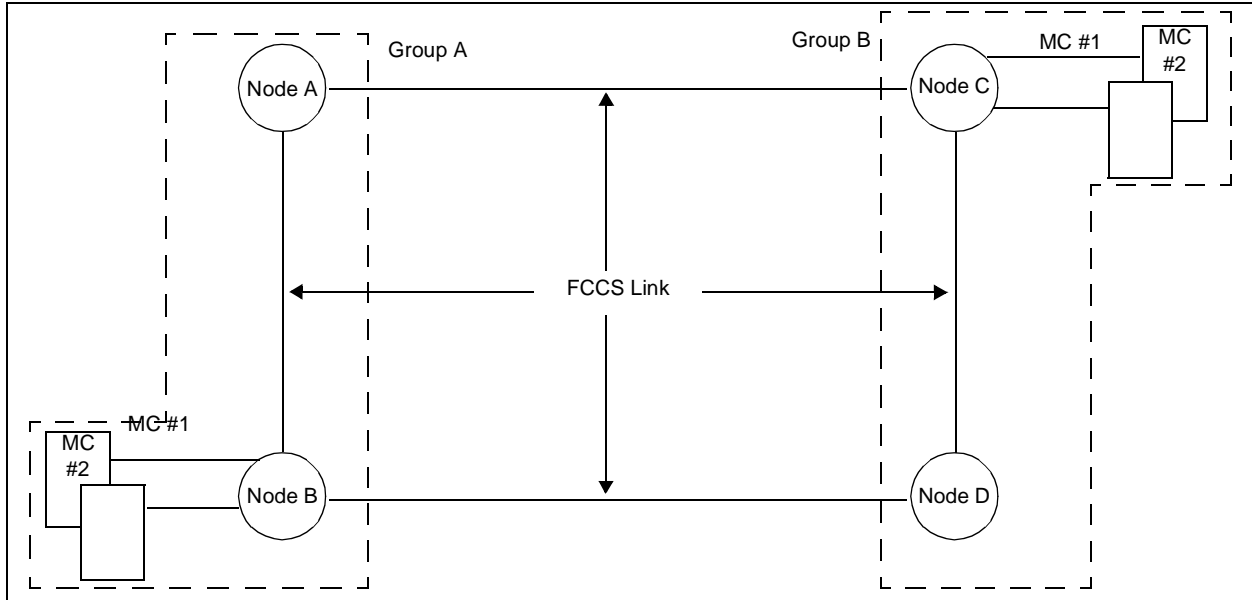 Group A
Group B
MC #1
MC
#2
Node A
Node C
FCCS Link
MC #1
MC
#2
Node B
Node D